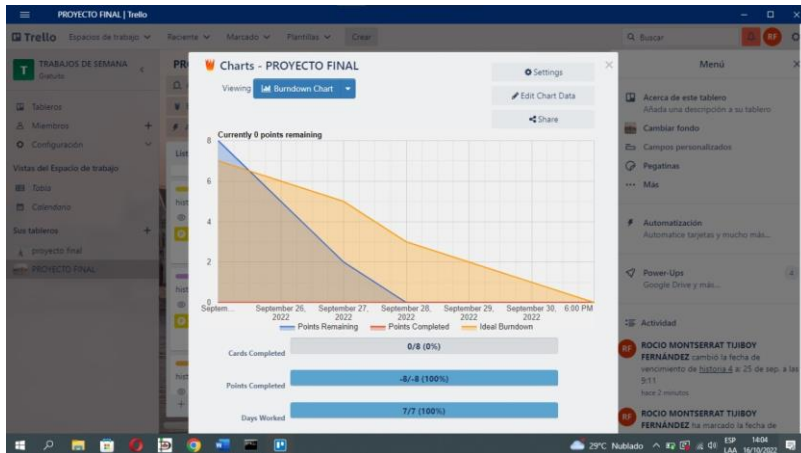 PROYECTO FINAL | Trello
Trello Espacios de trabajo Reciente Marcado Plantillas Crear Buscar RF
T TRABAJOS DE SEMANA
Gratuito
Tableros
Miembros +
Configuración
Vistas del Espacio de trabajo
Tabla
Calendario
Sus tableros +
proyecto final
PROYECTO FINAL
Charts - PROYECTO FINAL
Viewing: Burndown Chart
Settings
Edit Chart Data
Share
Currently 0 points remaining
8
6
4
2
0
Septem... September 26, 2022 September 27, 2022 September 28, 2022 September 29, 2022 September 30, 2022 6:00 PM
Points Remaining Points Completed Ideal Burndown
Cards Completed 0/8 (0%)
Points Completed -8/-8 (100%)
Days Worked 7/7 (100%)
Menú
Acerca de este tablero
Añada una descripción a su tablero
Cambiar fondo
Campos personalizados
Pegatinas
Más
Automatización
Automatice tarjetas y mucho más...
Power-Ups 4
Google Drive y más...
Actividad
RF ROCIO MONTSERRAT TIJIBOY
FERNÁNDEZ cambió la fecha de
vencimiento de historia 4 a: 25 de sep. a las
9:11
hace 2 minutos
RF ROCIO MONTSERRAT TIJIBOY
FERNÁNDEZ ha marcado la fecha de
29°C Nublado ESP LAA 14:04 16/10/2022